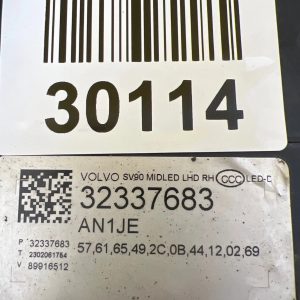 30114
VOLVO SV90 MIDLED LHD RH CCC LED-D
32337683
AN1JE
P 32337683
T 2302061754
V 89916512
57,61,65,49,2C,0B,44,12,02,69